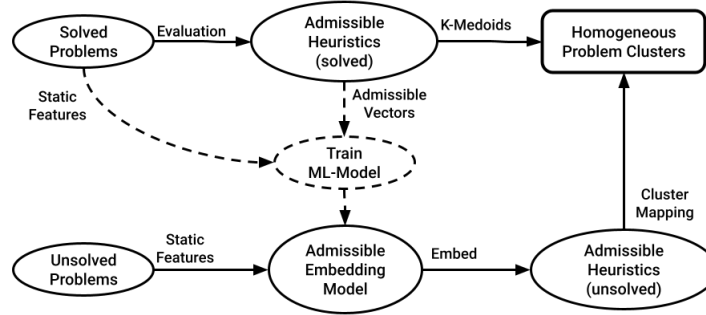 Solved
Problems
Evaluation
Admissible
Heuristics
(solved)
K-Medoids
Homogeneous
Problem Clusters
Static
Features
Admissible
Vectors
Train
ML-Model
Cluster
Mapping
Unsolved
Problems
Static
Features
Admissible
Embedding
Model
Embed
Admissible
Heuristics
(unsolved)